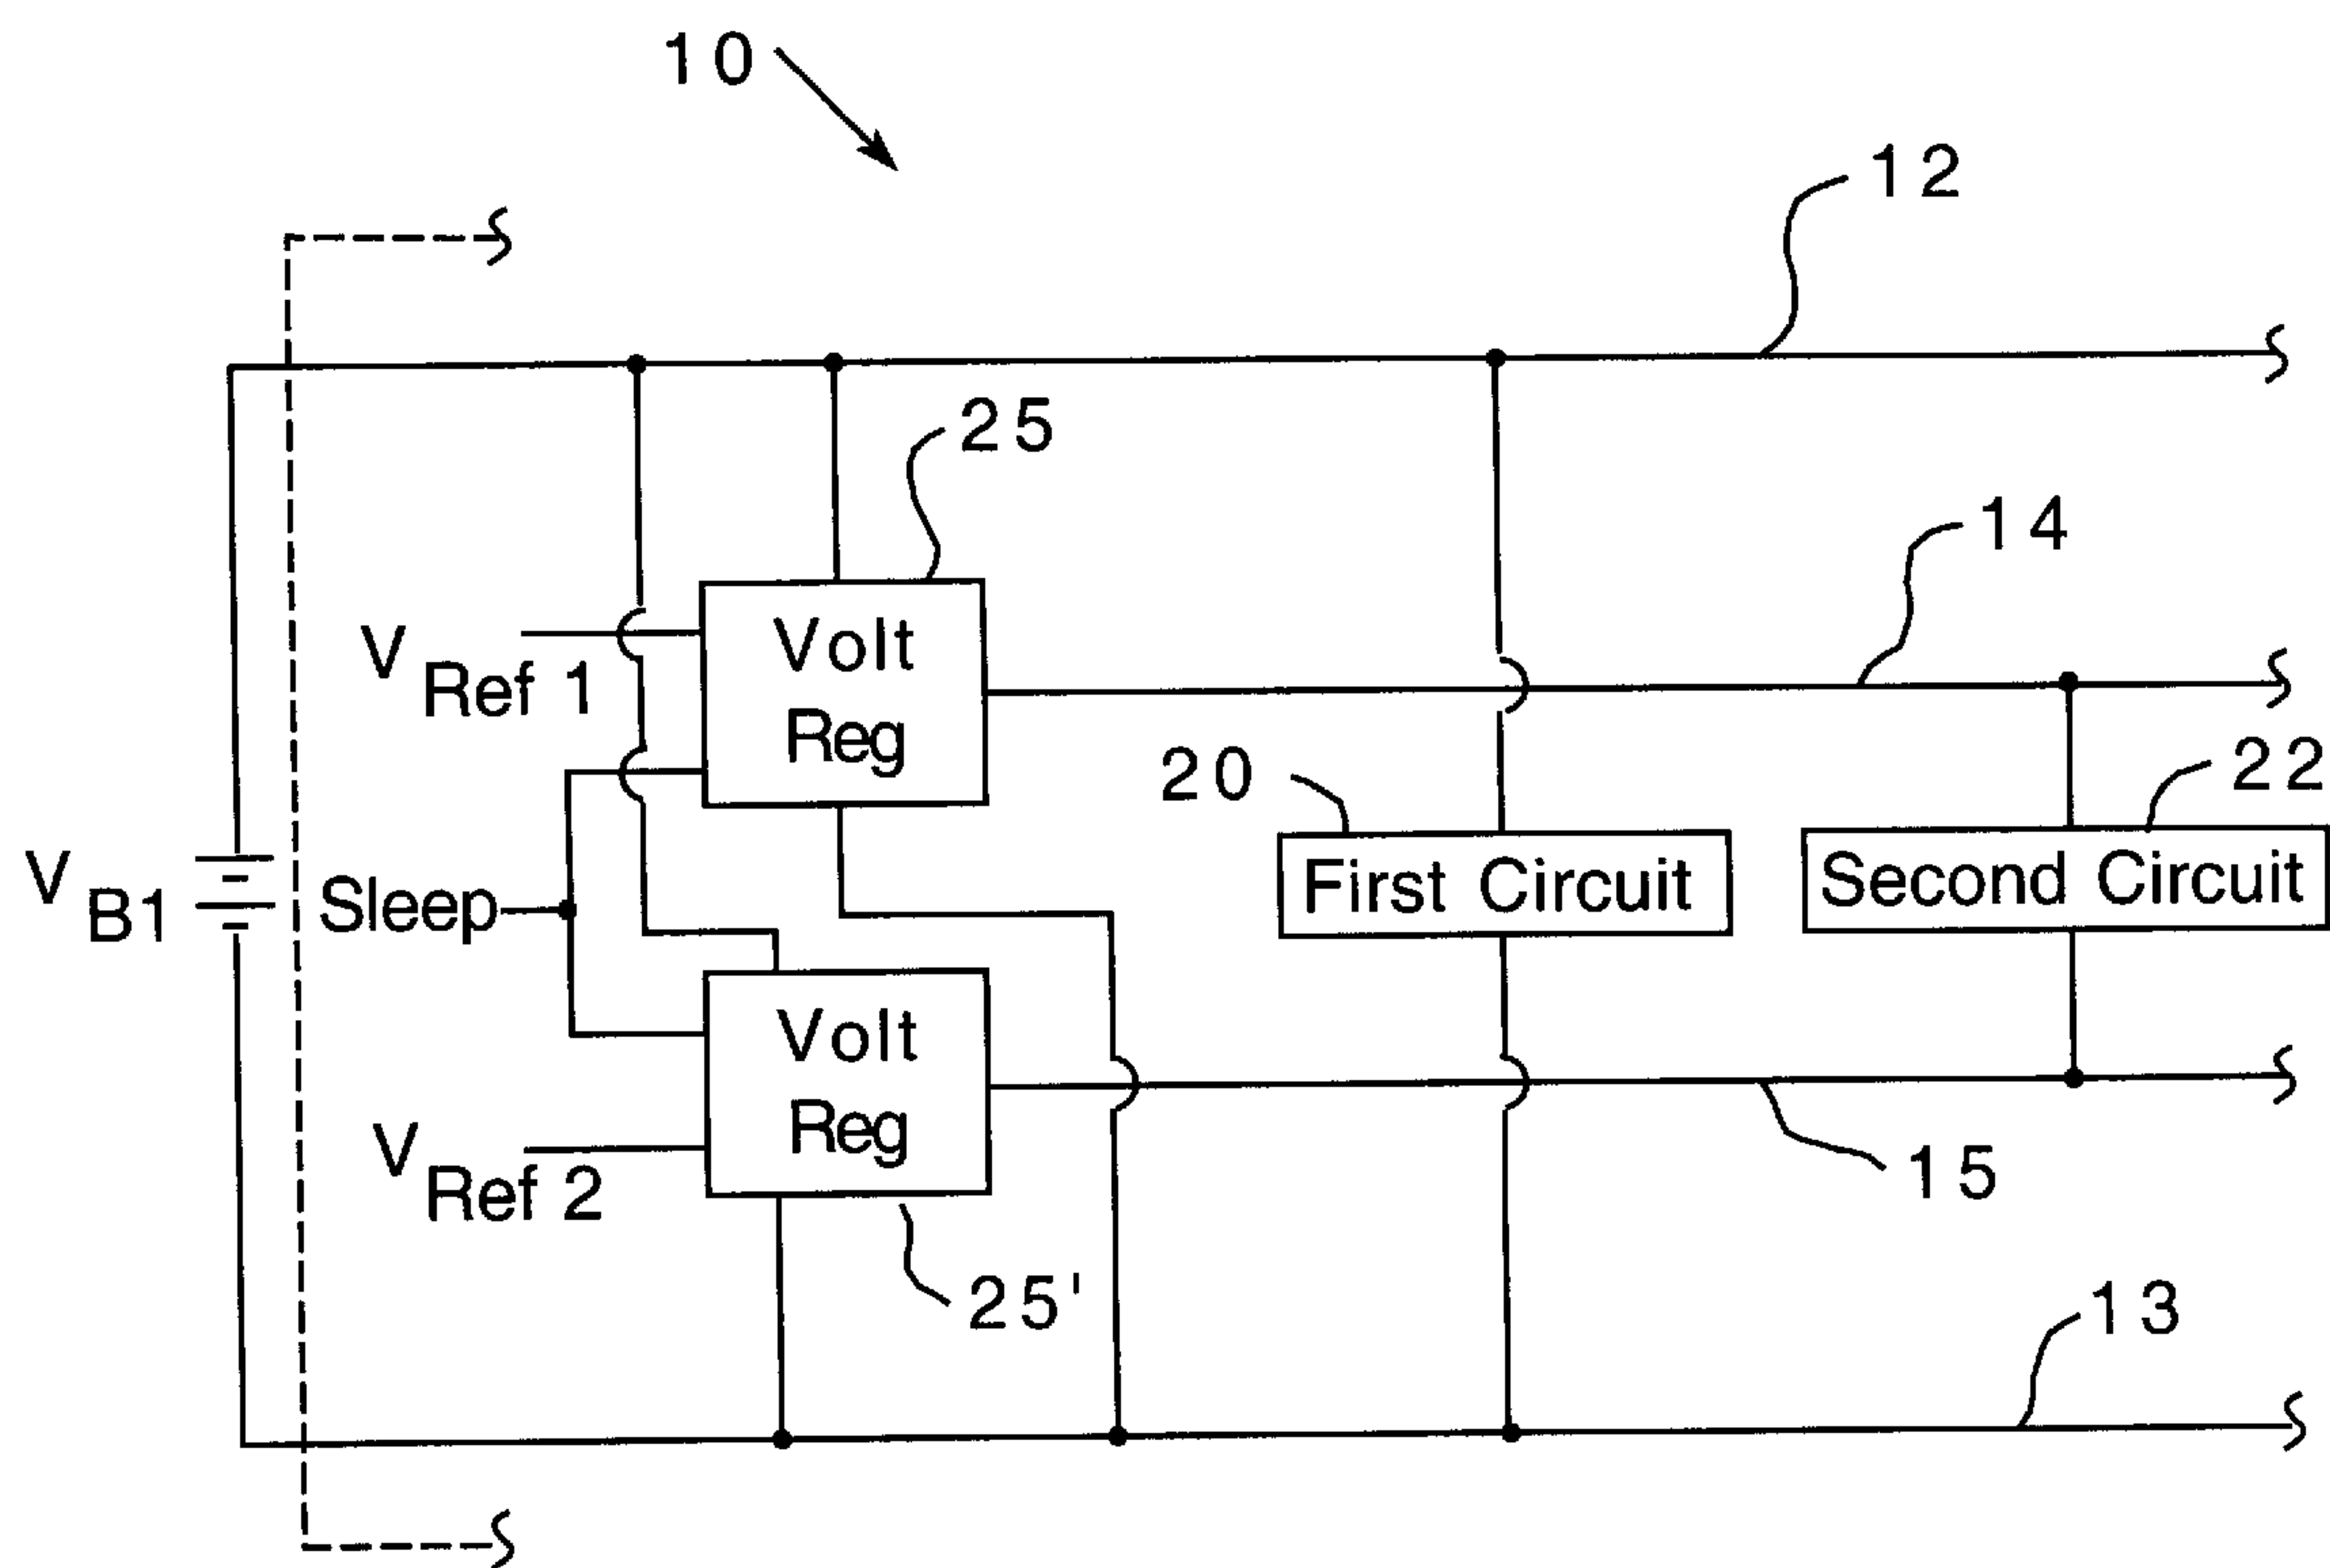 10
12
25
14
V Ref 1
Volt
Reg
20
22
V B1
Sleep
First Circuit
Second Circuit
Volt
Reg
V Ref 2
15
25'
13